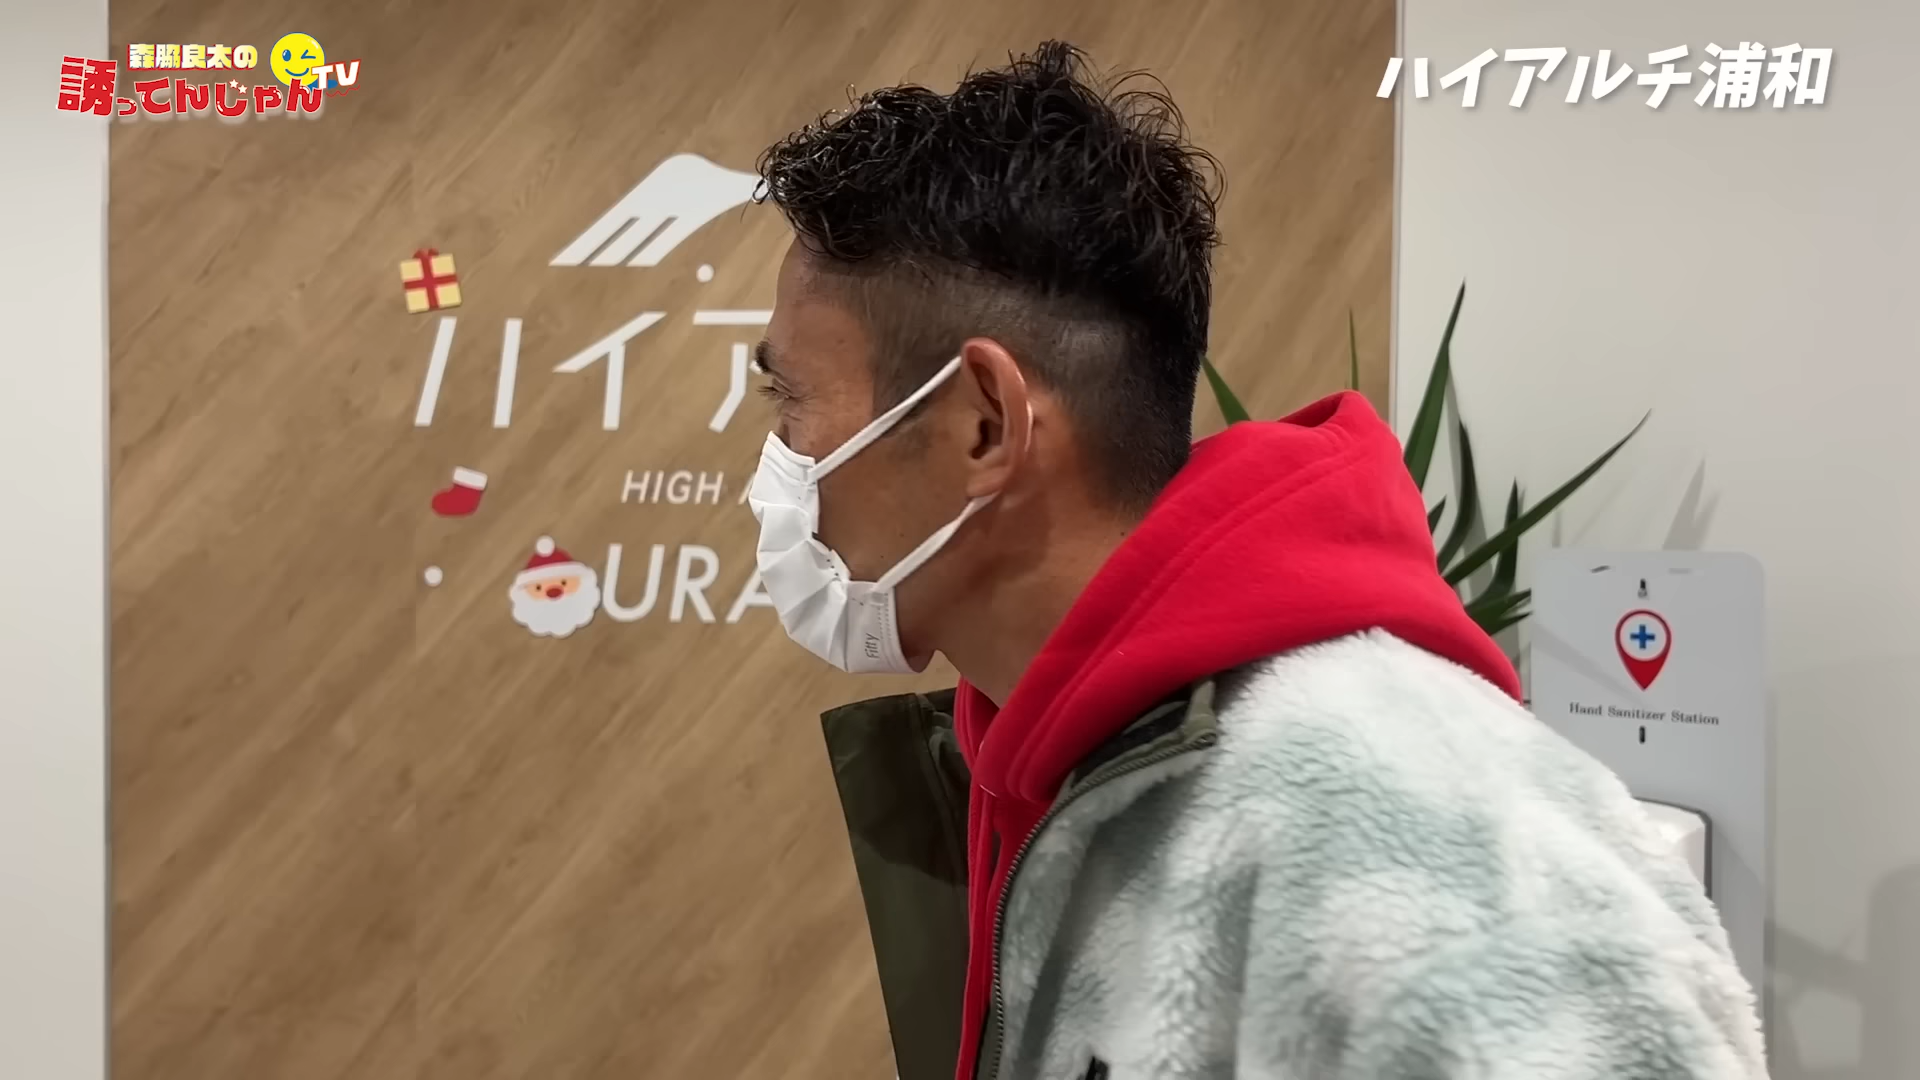 森脇良太の
誘ってんじゃんTV
ハイアルチ浦和
ハイア
HIGH A
URA
Fitty
Hand Sanitizer Station